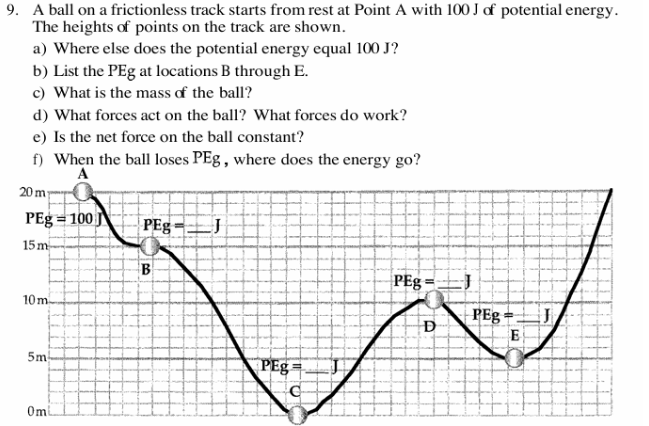 9. A ball on a frictionless track starts from rest at Point A with 100 J of potential energy.
The heights of points on the track are shown.
a) Where else does the potential energy equal 100 J?
b) List the PEg at locations B through E.
c) What is the mass of the ball?
d) What forces act on the ball? What forces do work?
e) Is the net force on the ball constant?
f) When the ball loses PEg, where does the energy go?
A
20 m
PEg = 100 J
PEg = __ J
15 m
B
PEg = __ J
10 m
PEg = __ J
D
E
5 m
PEg = __ J
C
0 m